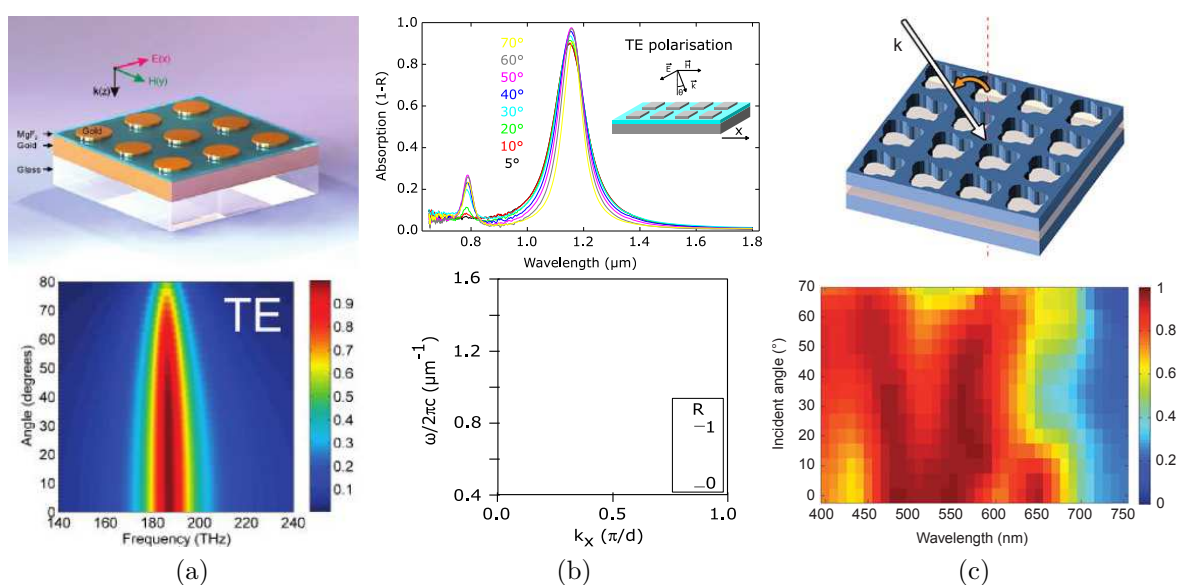 E(x)
H(y)
k(z)
Gold
MgF2
Gold
Glass
80
70
60
50
40
30
20
10
0
Angle (degrees)
TE
140 180 200 240
Frequency (THz)
0.9
0.8
0.7
0.6
0.5
0.4
0.3
0.2
0.1
(a)
1.0
0.8
0.6
0.4
0.2
0.0
Absorption (1-R)
70°
60°
50°
40°
30°
20°
10°
5°
TE polarisation
E H
θ k
x
0.8 1.0 1.2 1.4 1.6 1.8
Wavelength (μm)
1.6
1.2
0.8
0.4
ω/2πc (μm⁻¹)
R
1
0
0.0 0.5 1.0
kx (π/d)
(b)
k
70
60
50
40
30
20
10
0
Incident angle (°)
400 450 500 550 600 650 700 750
Wavelength (nm)
1
0.8
0.6
0.4
0.2
0
(c)